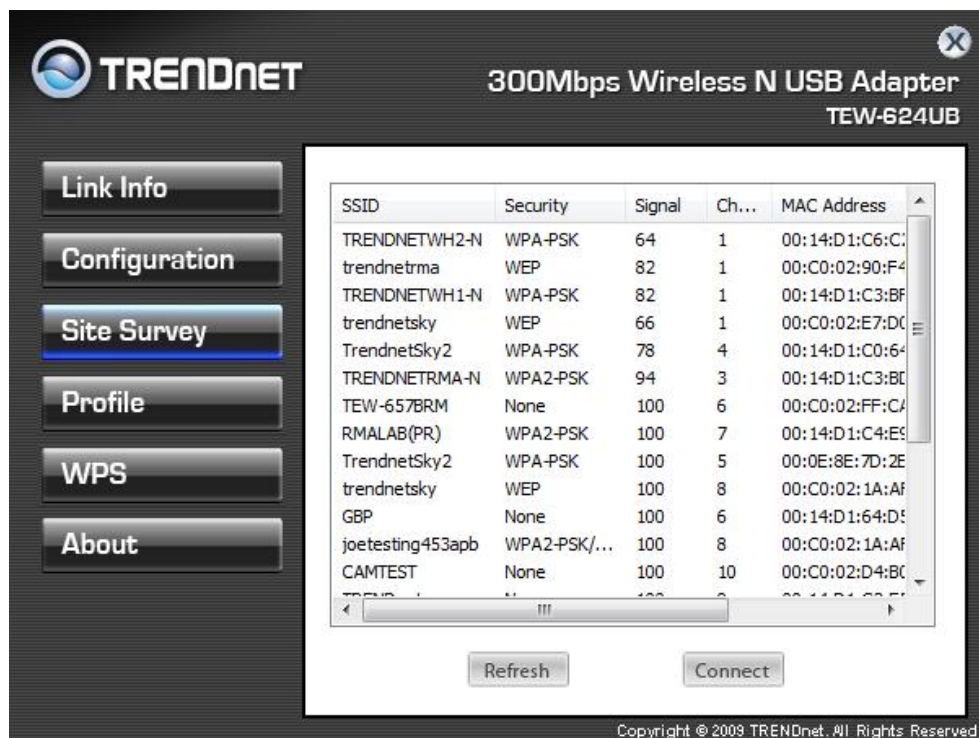 TRENDNET
300Mbps Wireless N USB Adapter
TEW-624UB
Link Info
Configuration
Site Survey
Profile
WPS
About
SSID Security Signal Ch... MAC Address
TRENDNETWH2-N WPA-PSK 64 1 00:14:D1:C6:C2
trendnetrma WEP 82 1 00:C0:02:90:F4
TRENDNETWH1-N WPA-PSK 82 1 00:14:D1:C3:BF
trendnetsky WEP 66 1 00:C0:02:E7:D0
TrendnetSky2 WPA-PSK 78 4 00:14:D1:C0:64
TRENDNETRMA-N WPA2-PSK 94 3 00:14:D1:C3:BD
TEW-657BRM None 100 6 00:C0:02:FF:CA
RMALAB(PR) WPA2-PSK 100 7 00:14:D1:C4:E9
TrendnetSky2 WPA-PSK 100 5 00:0E:8E:7D:2E
trendnetsky WEP 100 8 00:C0:02:1A:AF
GBP None 100 6 00:14:D1:64:D5
joetesting453apb WPA2-PSK/... 100 8 00:C0:02:1A:AF
CAMTEST None 100 10 00:C0:02:D4:B0
Refresh
Connect
Copyright © 2009 TRENDnet. All Rights Reserved